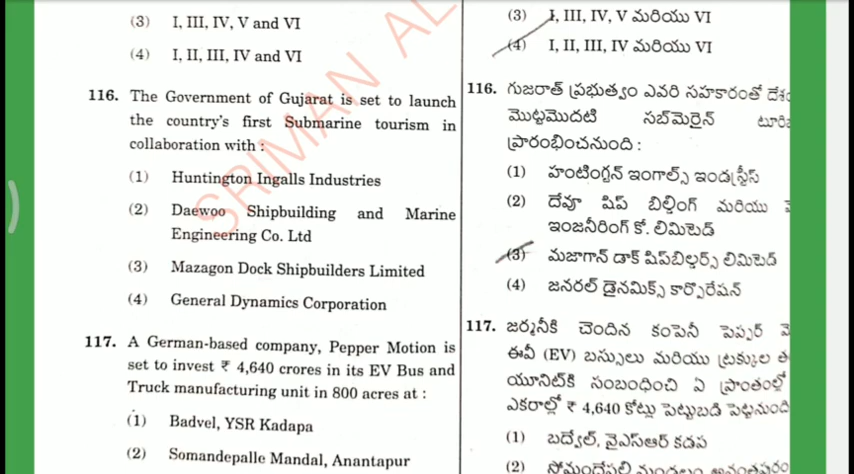 (3) I, III, IV, V and VI
(4) I, II, III, IV and VI
116. The Government of Gujarat is set to launch
the country's first Submarine tourism in
collaboration with :
(1) Huntington Ingalls Industries
(2) Daewoo Shipbuilding and Marine
Engineering Co. Ltd
(3) Mazagon Dock Shipbuilders Limited
(4) General Dynamics Corporation
117. A German-based company, Pepper Motion is
set to invest ₹ 4,640 crores in its EV Bus and
Truck manufacturing unit in 800 acres at :
(1) Badvel, YSR Kadapa
(2) Somandepalle Mandal, Anantapur
(3) I, III, IV, V మరియు VI
(4) I, II, III, IV మరియు VI
116. గుజరాత్ ప్రభుత్వం ఎవరి సహకారంతో
మొట్టమొదటి సబ్‌మెరైన్
ప్రారంభించనుంది :
(1) హంటింగ్టన్ ఇంగాల్స్ ఇండస్ట్రీస్
(2) దేవూ షిప్ బిల్డింగ్ మరియు
ఇంజనీరింగ్ కో. లిమిటెడ్
(3) మజాగాన్ డాక్ షిప్‌బిల్డర్స్ లిమిటెడ్
(4) జనరల్ డైనమిక్స్ కార్పొరేషన్
117. జర్మనీకి చెందిన కంపెనీ పెప్పర్
ఈవీ (EV) బస్సులు మరియు ట్రక్కుల
యూనిట్‌కి సంబంధించి ఏ ప్రాంతంల్లో
ఎకరాల్లో ₹ 4,640 కోట్లు పెట్టుబడి
(1) బద్వేల్, వైఎస్ఆర్ కడప
SRIMAN